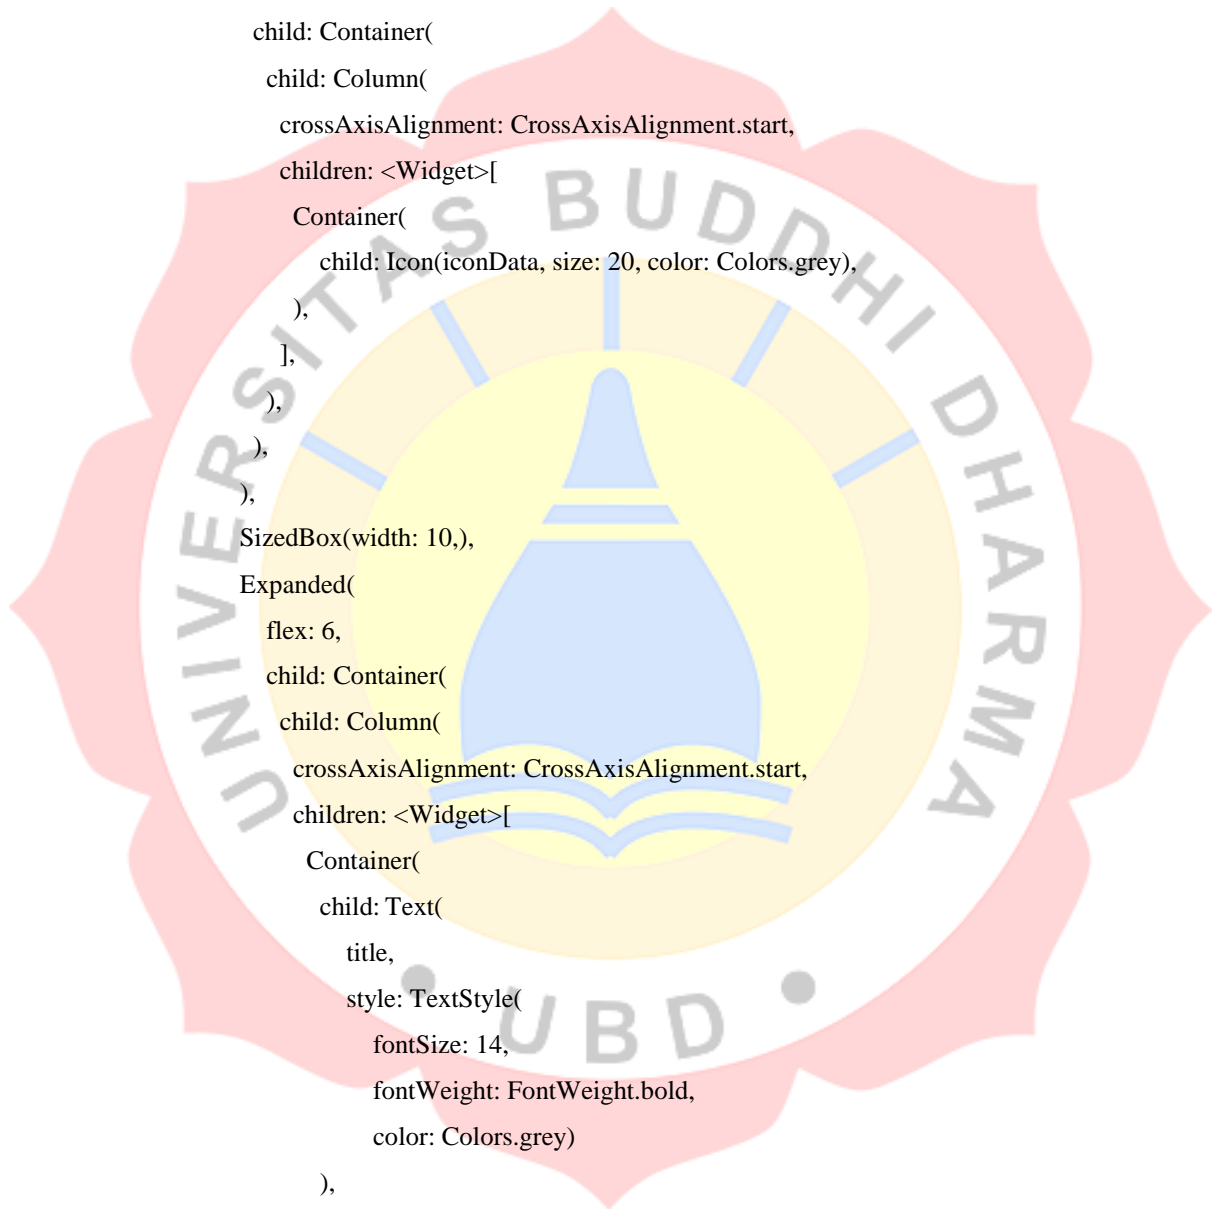 child: Container(
child: Column(
crossAxisAlignment: CrossAxisAlignment.start,
children: <Widget>[
Container(
child: Icon(iconData, size: 20, color: Colors.grey),
),
],
),
),
),
SizedBox(width: 10,),
Expanded(
flex: 6,
child: Container(
child: Column(
crossAxisAlignment: CrossAxisAlignment.start,
children: <Widget>[
Container(
child: Text(
title,
style: TextStyle(
fontSize: 14,
fontWeight: FontWeight.bold,
color: Colors.grey)
),
UNIVERSITAS BUDDHI DHARMA
• UBD •